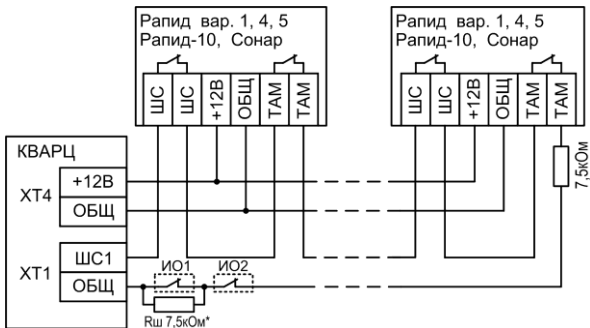 Рапид вар. 1, 4, 5
Рапид-10, Сонар
ШС
ШС
+12В
ОБЩ
ТАМ
ТАМ
Рапид вар. 1, 4, 5
Рапид-10, Сонар
ШС
ШС
+12В
ОБЩ
ТАМ
ТАМ
7,5кОм
КВАРЦ
ХТ4
+12В
ОБЩ
ХТ1
ШС1
ОБЩ
ИО1
ИО2
Rш 7,5кОм*